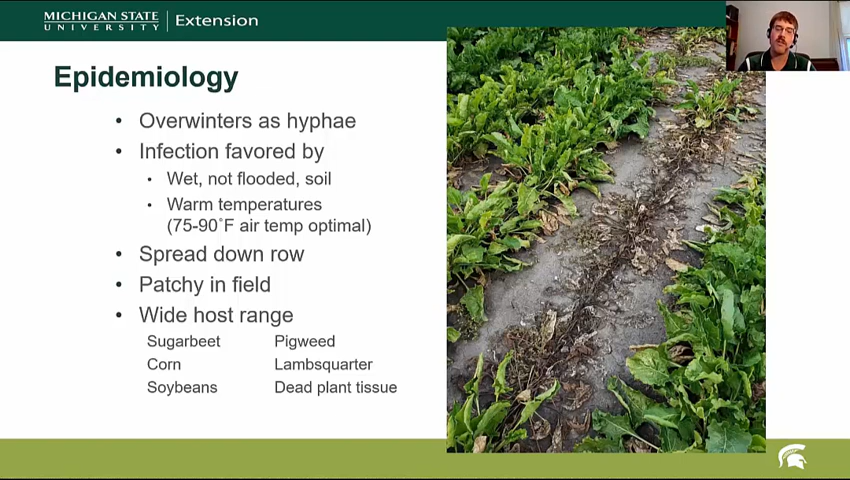 MICHIGAN STATE
UNIVERSITY
Extension
Epidemiology
• Overwinters as hyphae
• Infection favored by
• Wet, not flooded, soil
• Warm temperatures
(75-90˚F air temp optimal)
• Spread down row
• Patchy in field
• Wide host range
Sugarbeet Pigweed
Corn Lambsquarter
Soybeans Dead plant tissue